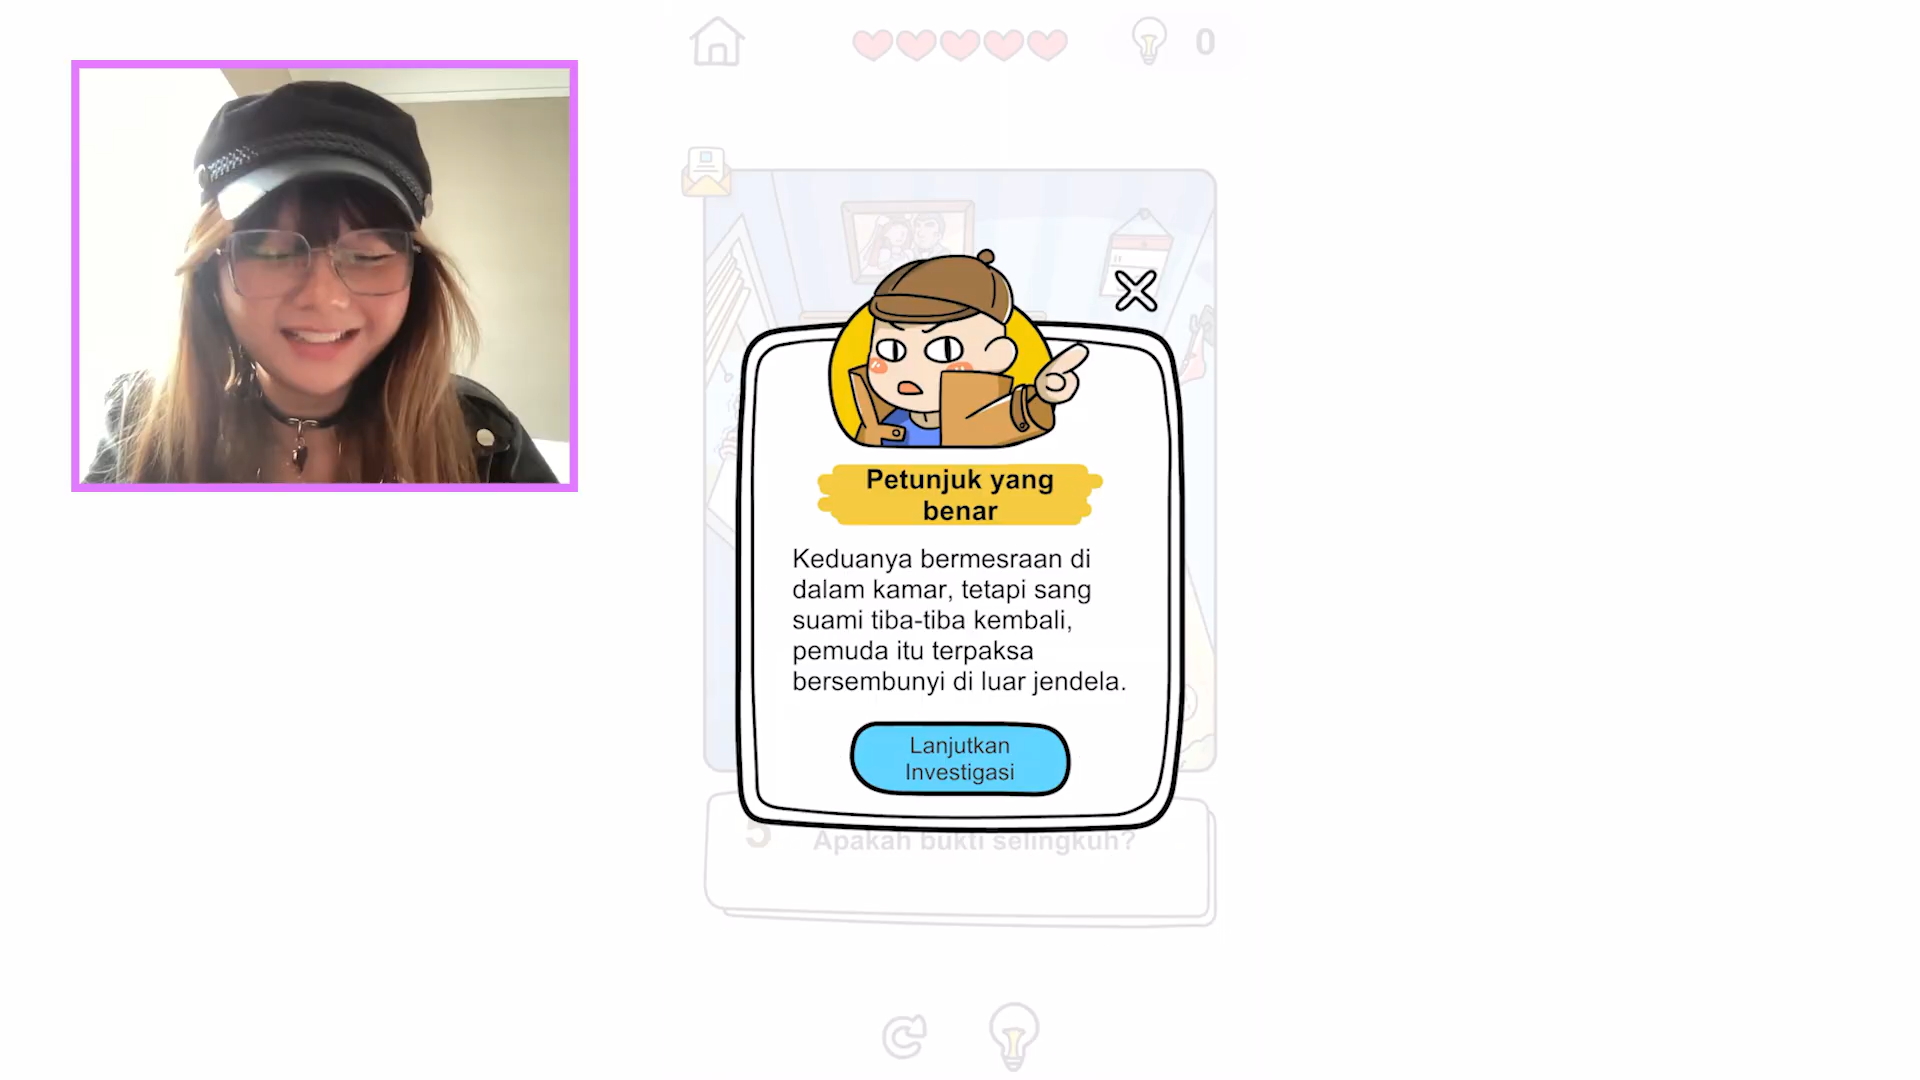 0
Petunjuk yang
benar
Keduanya bermesraan di
dalam kamar, tetapi sang
suami tiba-tiba kembali,
pemuda itu terpaksa
bersembunyi di luar jendela.
Lanjutkan
Investigasi
5 Apakah bukti selingkuh?